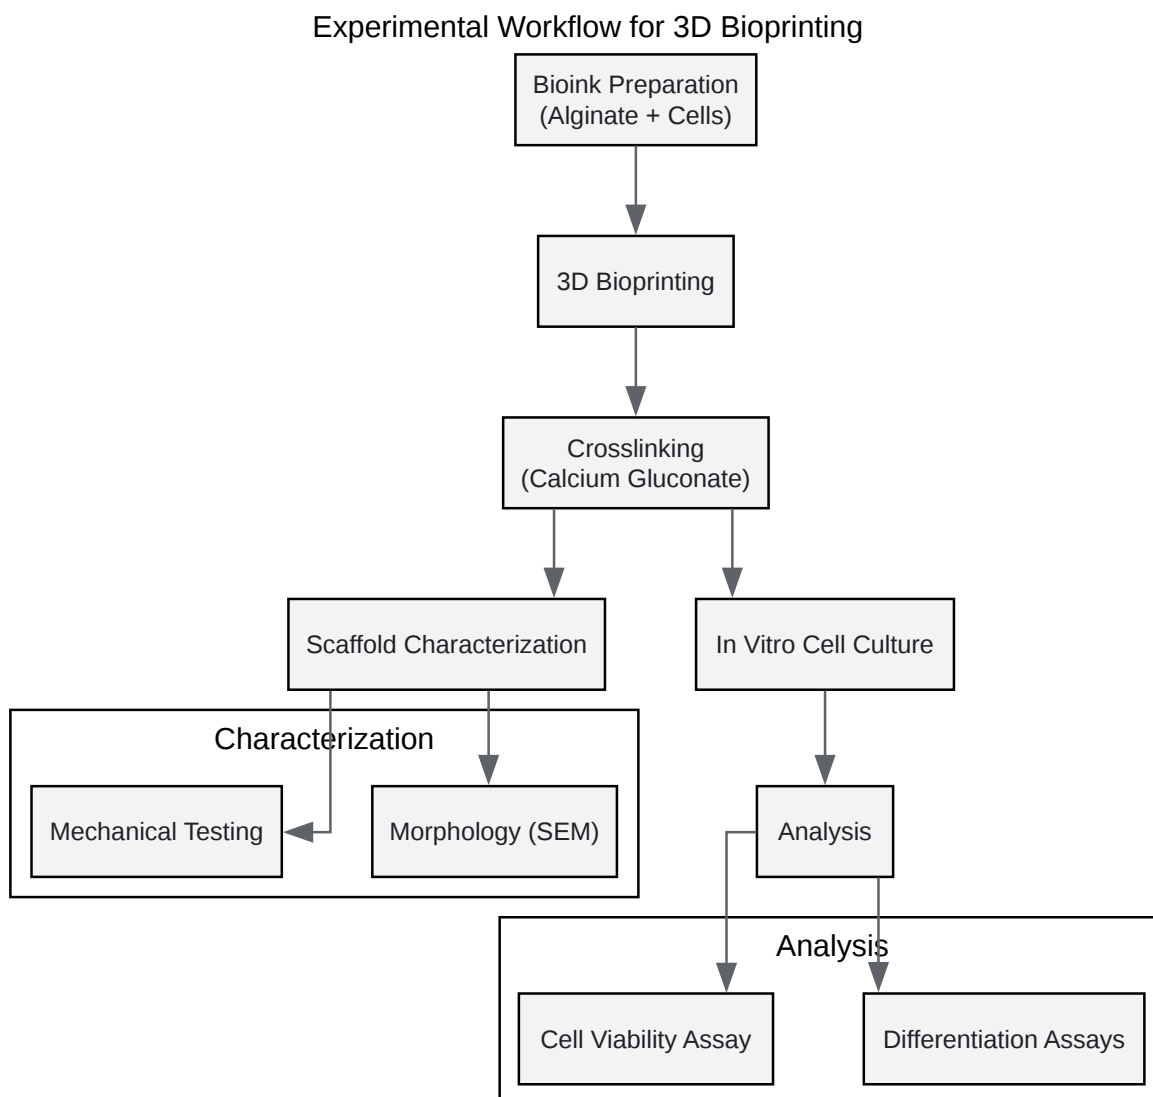 Experimental Workflow for 3D Bioprinting
Bioink Preparation
(Alginate + Cells)
3D Bioprinting
Crosslinking
(Calcium Gluconate)
Scaffold Characterization
In Vitro Cell Culture
Characterization
Mechanical Testing
Morphology (SEM)
Analysis
Analysis
Cell Viability Assay
Differentiation Assays